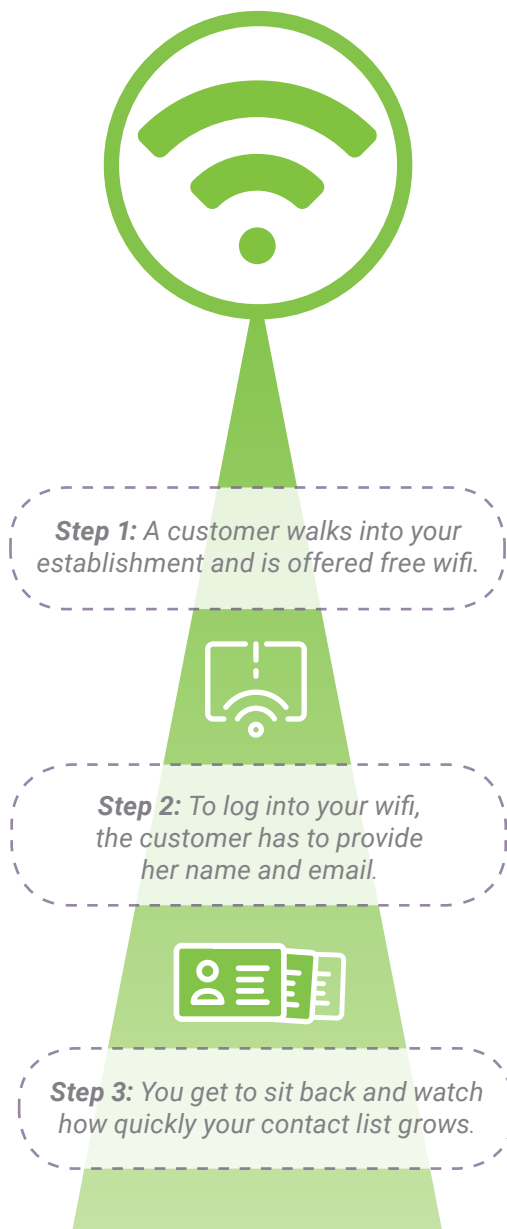 Step 1: A customer walks into your
establishment and is offered free wifi.
Step 2: To log into your wifi,
the customer has to provide
her name and email.
Step 3: You get to sit back and watch
how quickly your contact list grows.